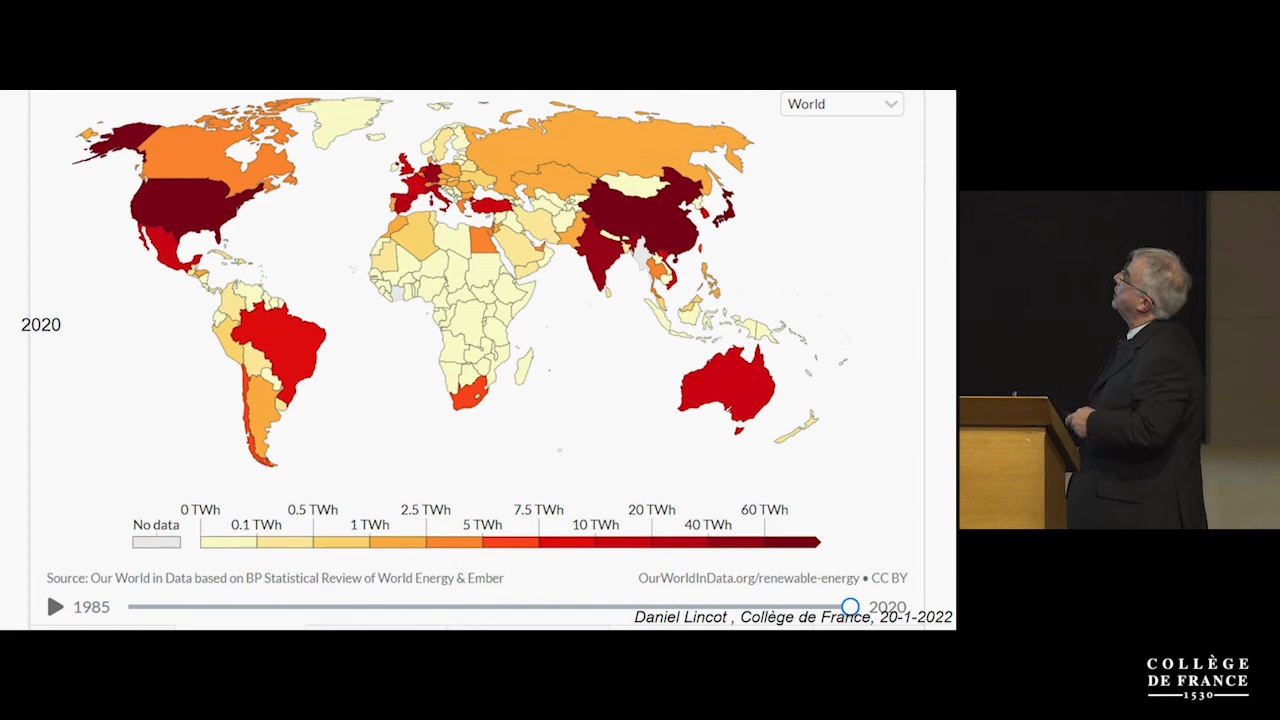 World
2020
0 TWh 0.5 TWh 2.5 TWh 7.5 TWh 20 TWh 60 TWh
No data 0.1 TWh 1 TWh 5 TWh 10 TWh 40 TWh
Source: Our World in Data based on BP Statistical Review of World Energy & Ember
OurWorldInData.org/renewable-energy • CC BY
1985 2020
Daniel Lincot , Collège de France, 20-1-2022
COLLÈGE
DE FRANCE
1530